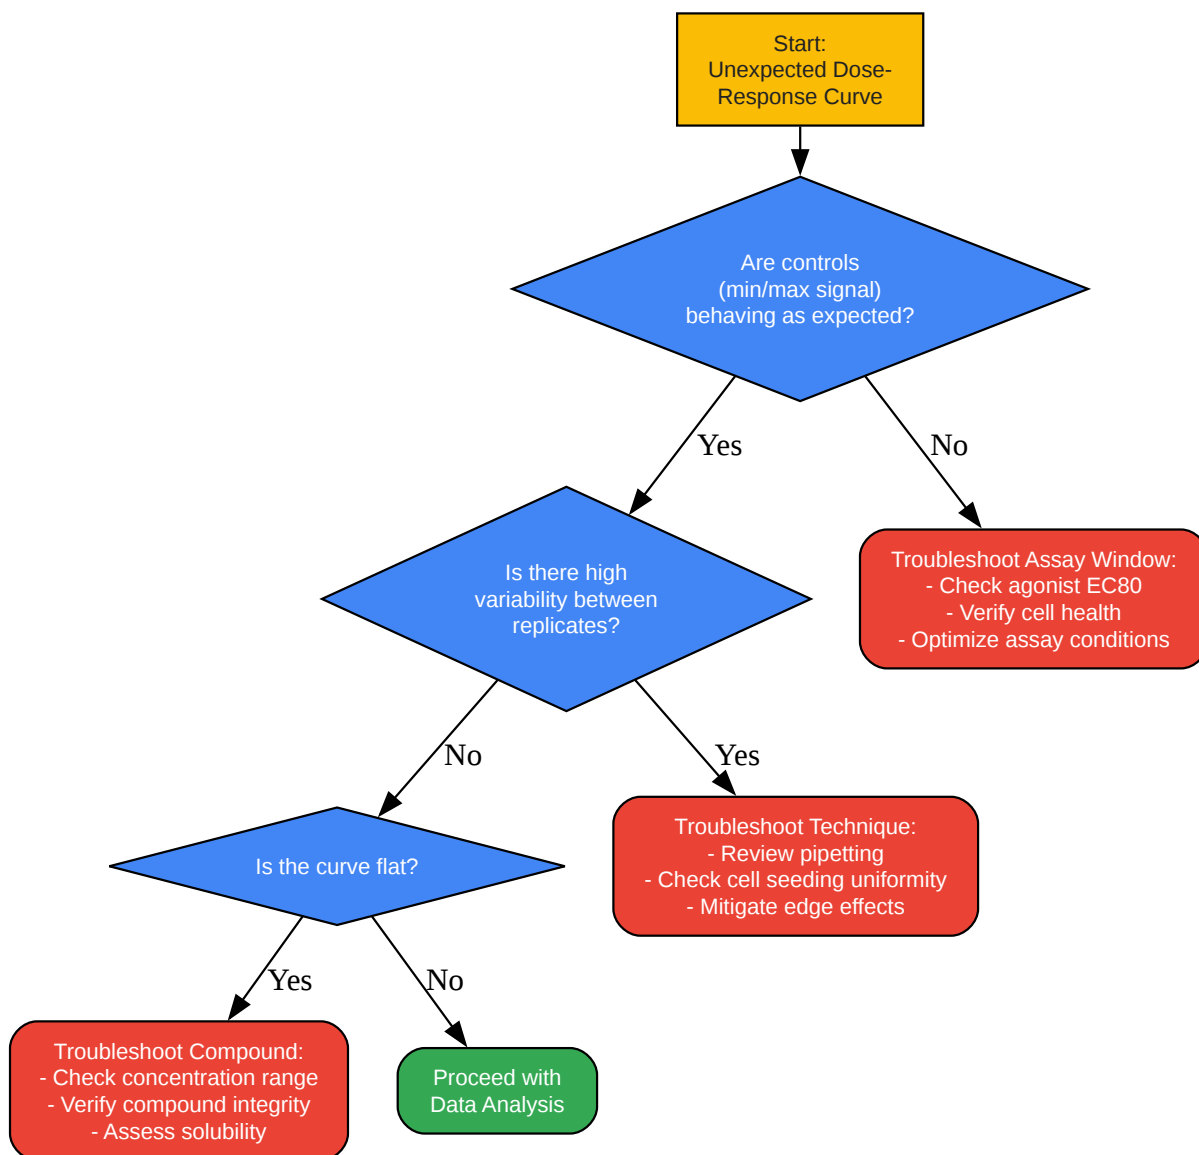 Start:
Unexpected Dose-
Response Curve
Are controls
(min/max signal)
behaving as expected?
Yes
No
Is there high
variability between
replicates?
Troubleshoot Assay Window:
- Check agonist EC80
- Verify cell health
- Optimize assay conditions
No
Yes
Is the curve flat?
Troubleshoot Technique:
- Review pipetting
- Check cell seeding uniformity
- Mitigate edge effects
Yes
No
Troubleshoot Compound:
- Check concentration range
- Verify compound integrity
- Assess solubility
Proceed with
Data Analysis